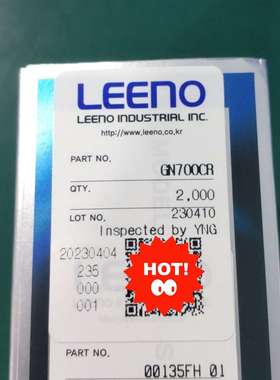 LEENO
LEENO INDUSTRIAL INC.
http://www.leeno.co.kr
PART NO.
GN700CR
QTY.
2,000
LOT NO.
230410
Inspected by YNG
20230404
235
000
001
HOT!
PART NO.
00135FH 01